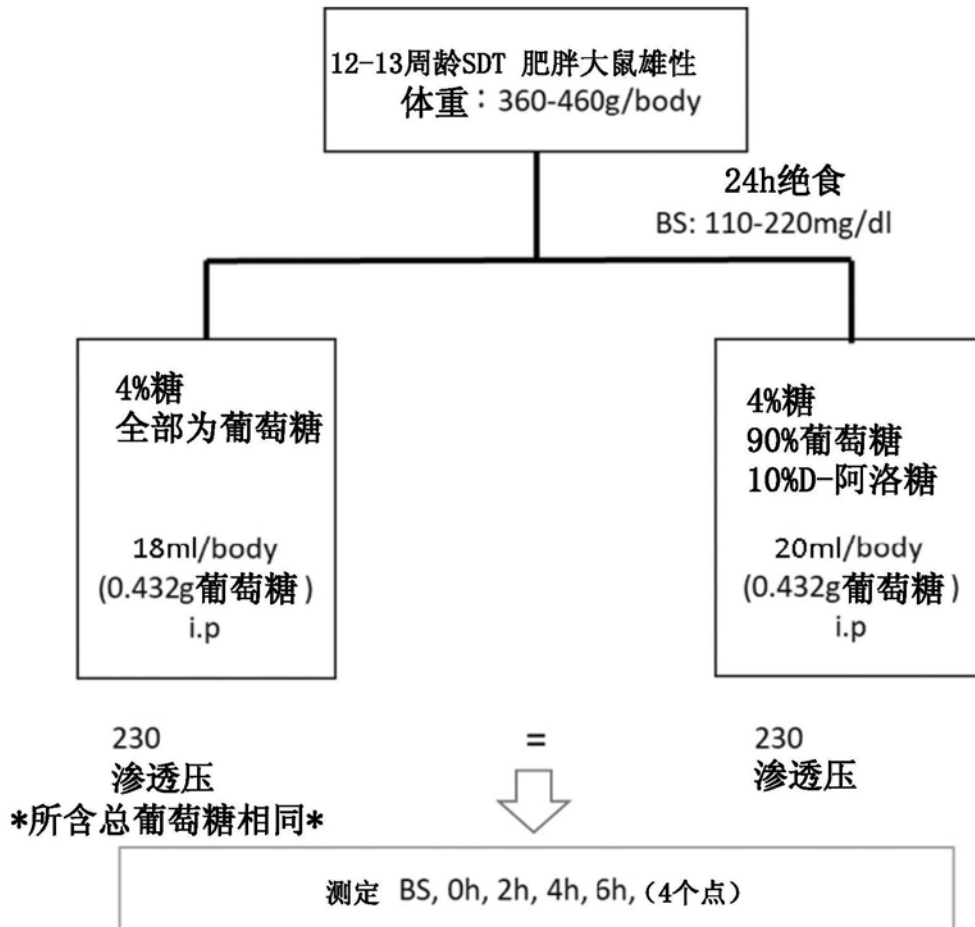 12-13周龄SDT 肥胖大鼠雄性
体重：360-460g/body
24h绝食
BS: 110-220mg/dl
4%糖
全部为葡萄糖
18ml/body
(0.432g葡萄糖)
i.p
4%糖
90%葡萄糖
10%D-阿洛糖
20ml/body
(0.432g葡萄糖)
i.p
230
渗透压
=
230
渗透压
*所含总葡萄糖相同*
测定 BS, 0h, 2h, 4h, 6h,（4个点）